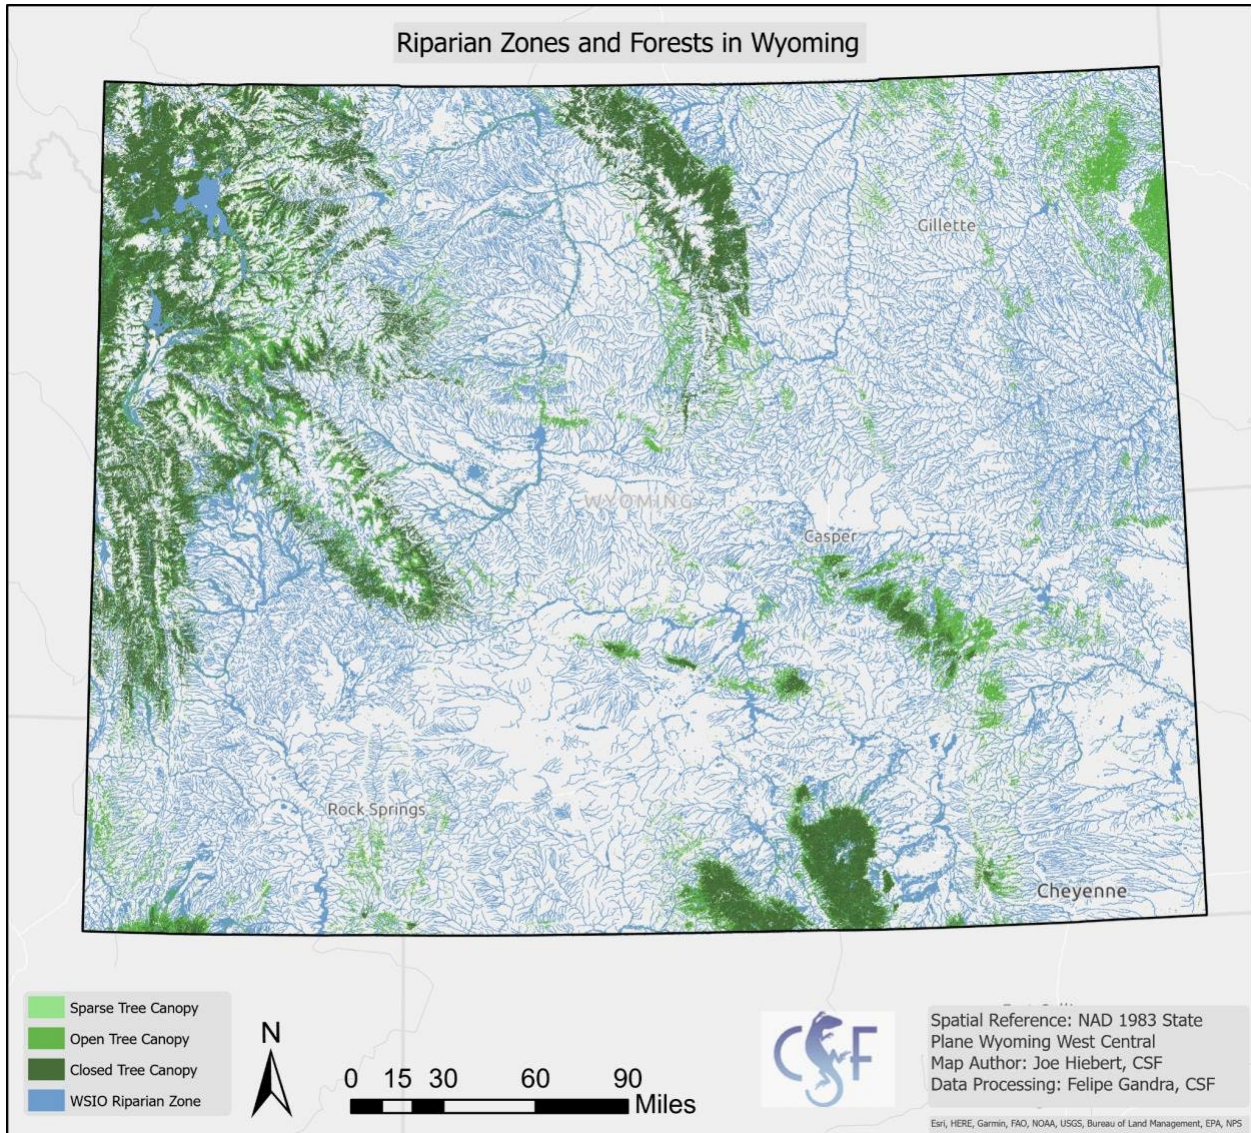 Riparian Zones and Forests in Wyoming
Gillette
WYOMING
Casper
Rock Springs
Cheyenne
Sparse Tree Canopy
Open Tree Canopy
Closed Tree Canopy
WSIO Riparian Zone
N
0 15 30 60 90
Miles
CSF
Spatial Reference: NAD 1983 State
Plane Wyoming West Central
Map Author: Joe Hiebert, CSF
Data Processing: Felipe Gandra, CSF
Esri, HERE, Garmin, FAO, NOAA, USGS, Bureau of Land Management, EPA, NPS